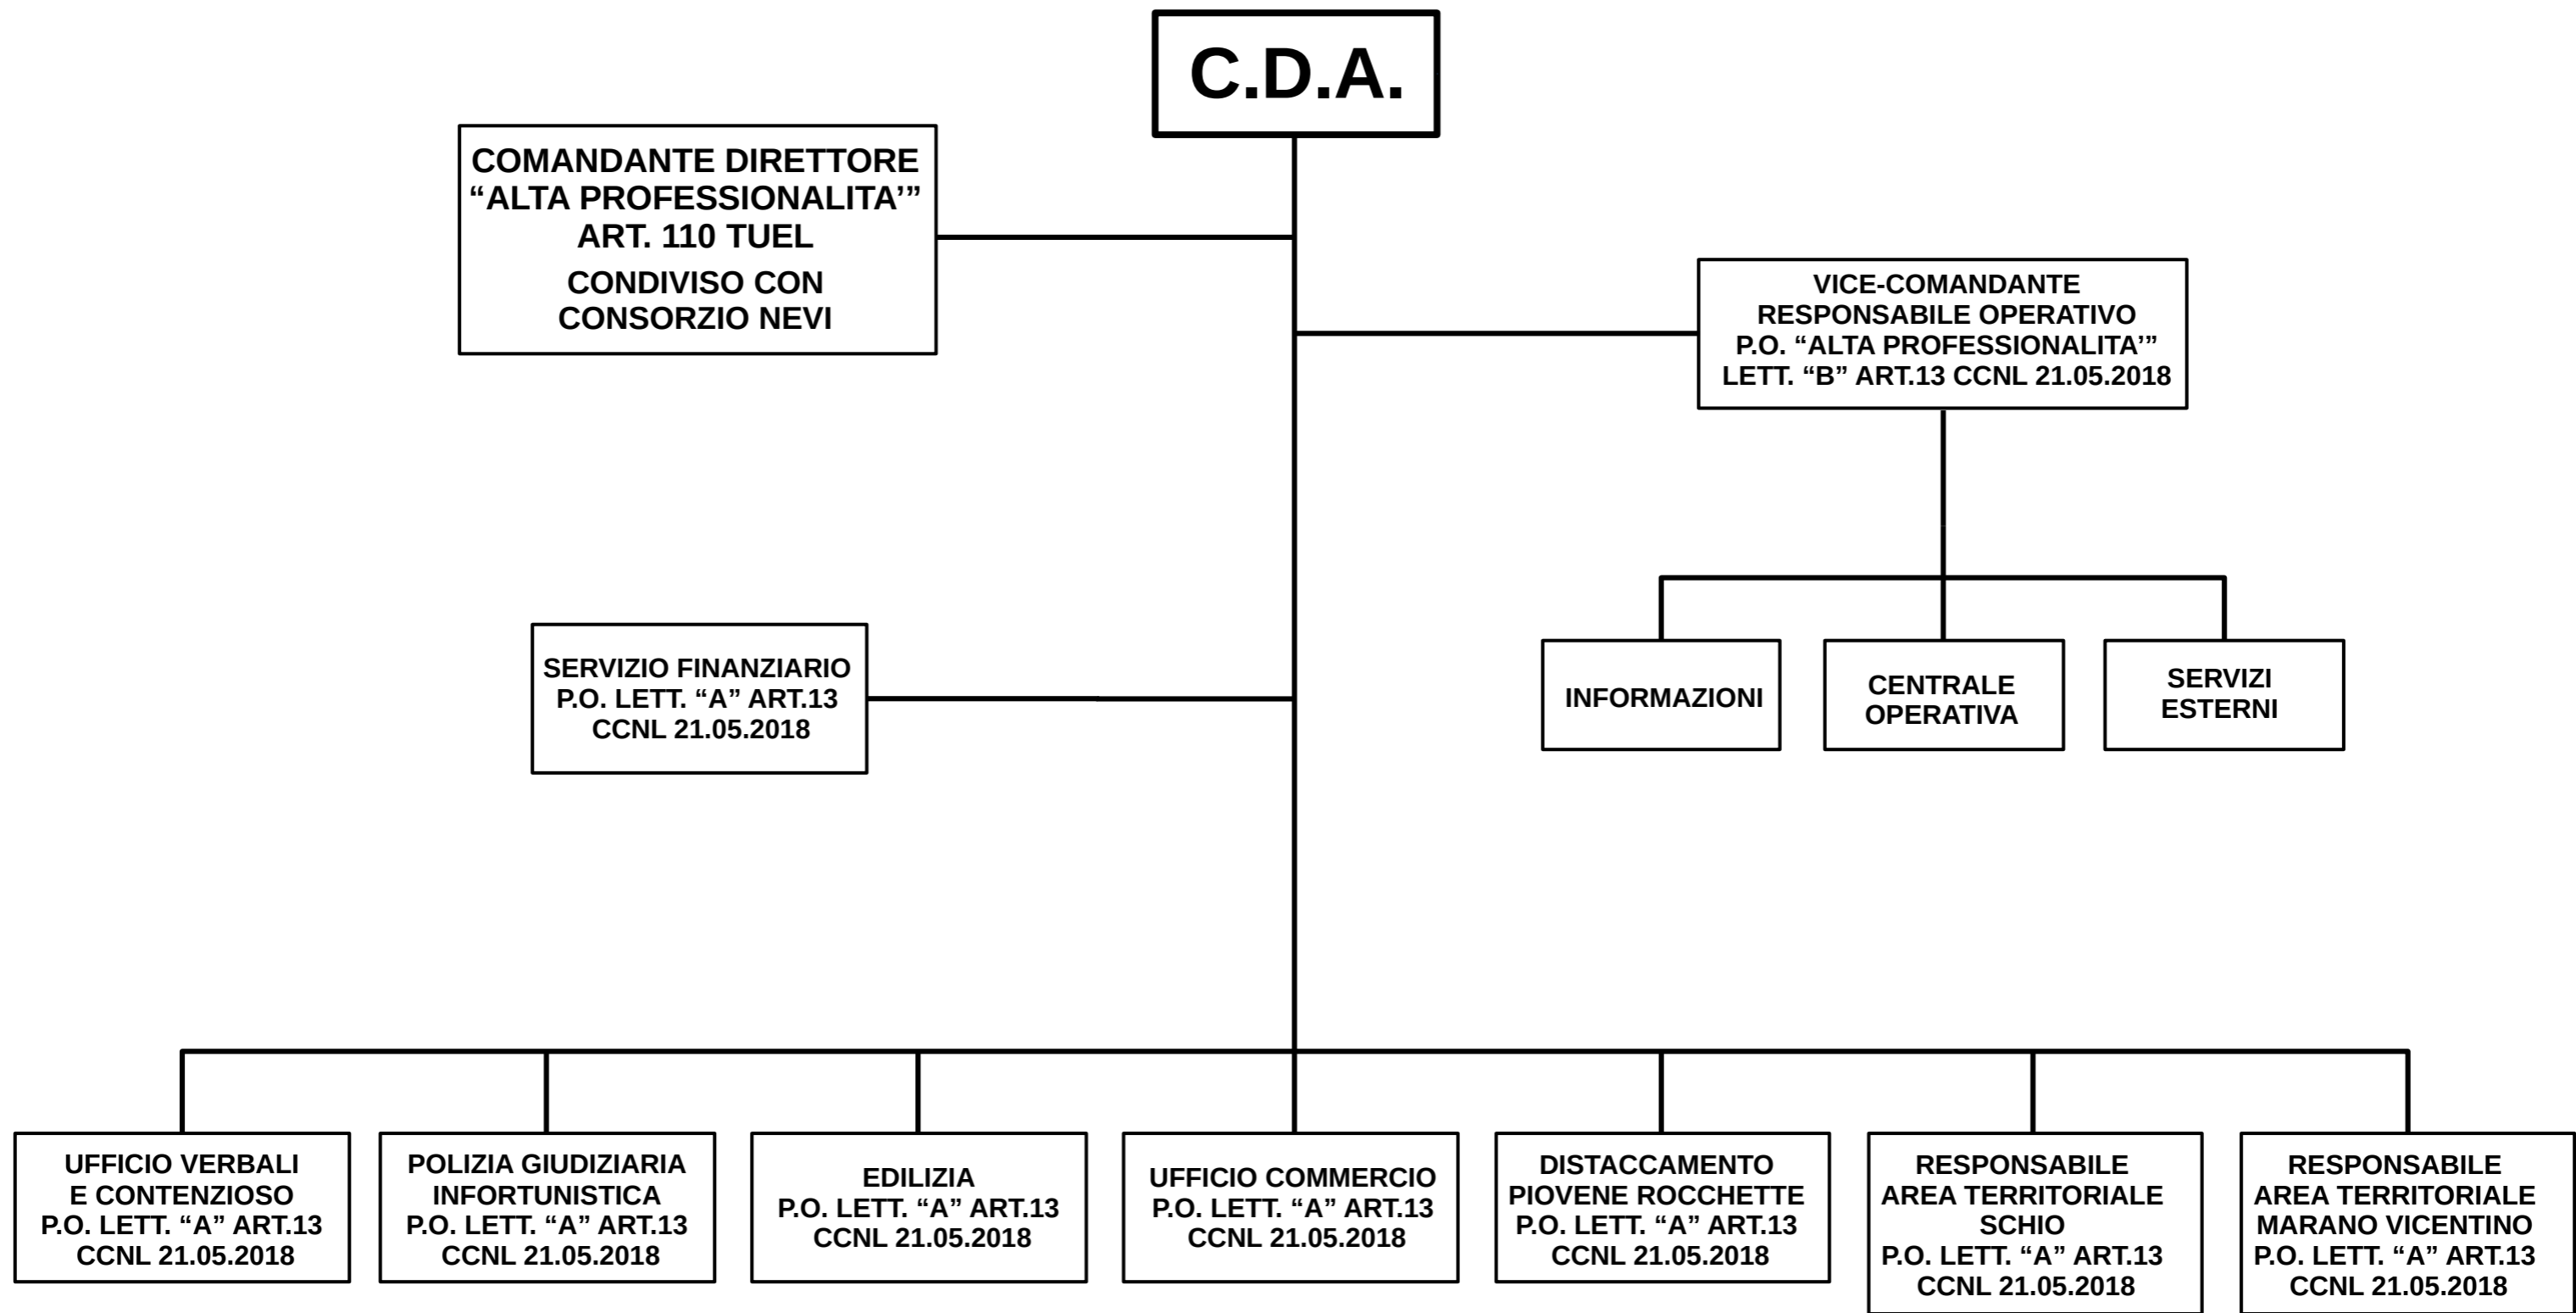 C.D.A.
COMANDANTE DIRETTORE
“ALTA PROFESSIONALITA’”
ART. 110 TUEL
CONDIVISO CON
CONSORZIO NEVI
VICE-COMANDANTE
RESPONSABILE OPERATIVO
P.O. “ALTA PROFESSIONALITA’”
LETT. “B” ART.13 CCNL 21.05.2018
SERVIZIO FINANZIARIO
P.O. LETT. “A” ART.13
CCNL 21.05.2018
INFORMAZIONI
CENTRALE
OPERATIVA
SERVIZI
ESTERNI
UFFICIO VERBALI
E CONTENZIOSO
P.O. LETT. “A” ART.13
CCNL 21.05.2018
POLIZIA GIUDIZIARIA
INFORTUNISTICA
P.O. LETT. “A” ART.13
CCNL 21.05.2018
EDILIZIA
P.O. LETT. “A” ART.13
CCNL 21.05.2018
UFFICIO COMMERCIO
P.O. LETT. “A” ART.13
CCNL 21.05.2018
DISTACCAMENTO
PIOVENE ROCCHETTE
P.O. LETT. “A” ART.13
CCNL 21.05.2018
RESPONSABILE
AREA TERRITORIALE
SCHIO
P.O. LETT. “A” ART.13
CCNL 21.05.2018
RESPONSABILE
AREA TERRITORIALE
MARANO VICENTINO
P.O. LETT. “A” ART.13
CCNL 21.05.2018